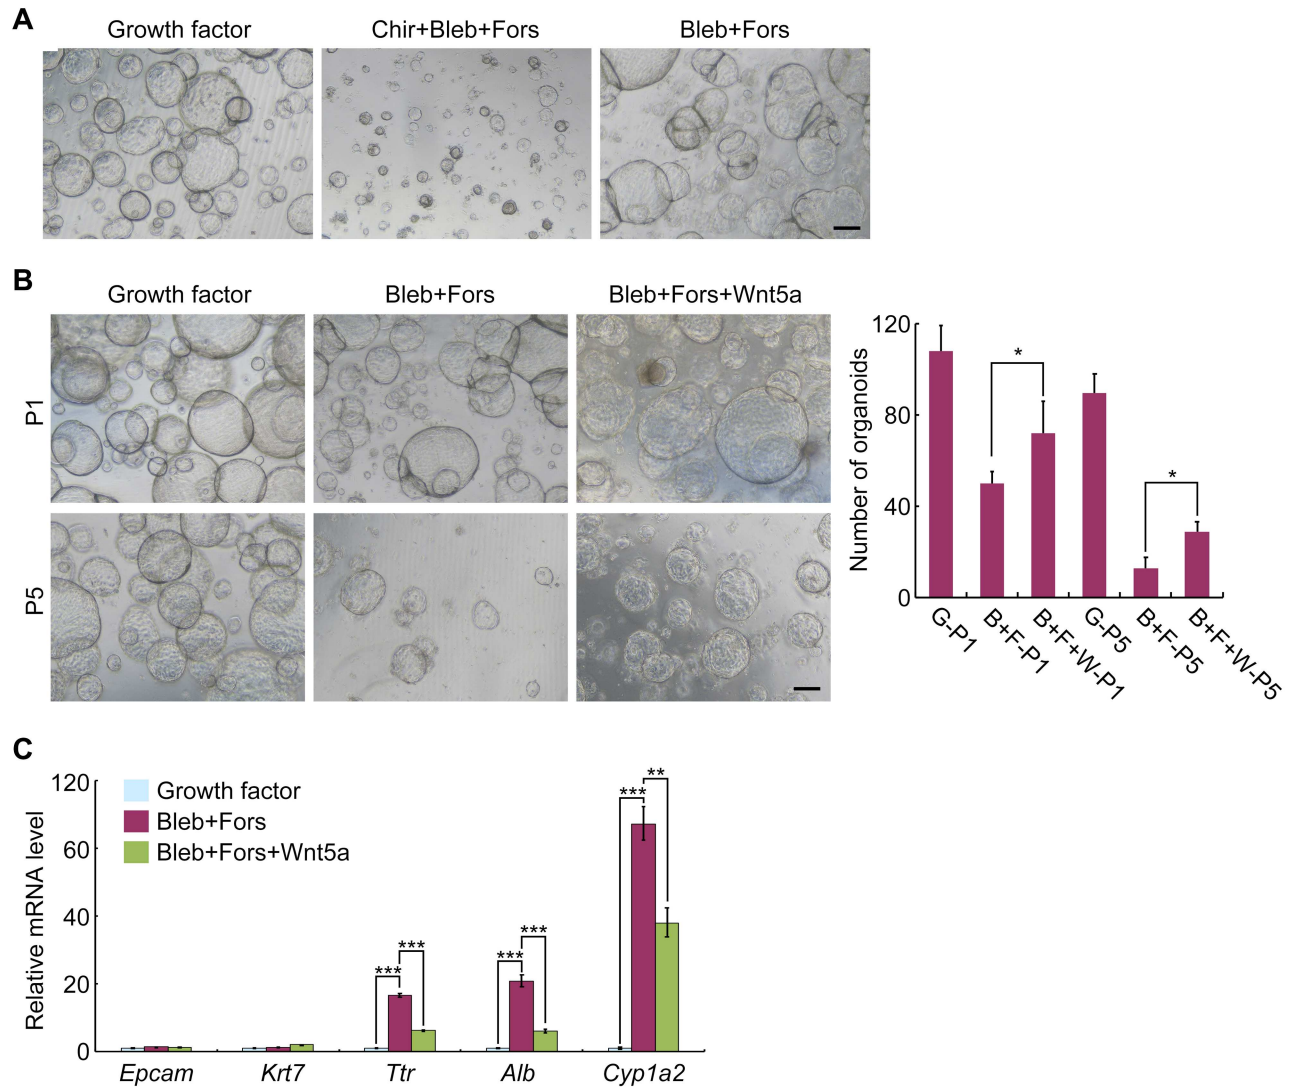 A
Growth factor
Chir+Bleb+Fors
Bleb+Fors
B
Growth factor
Bleb+Fors
Bleb+Fors+Wnt5a
P1
P5
Number of organoids
120
80
40
0
*
*
G-P1
B+F-P1
B+F+W-P1
G-P5
B+F-P5
B+F+W-P5
C
Relative mRNA level
120
60
40
20
0
Growth factor
Bleb+Fors
Bleb+Fors+Wnt5a
***
***
***
***
***
**
Epcam
Krt7
Ttr
Alb
Cyp1a2